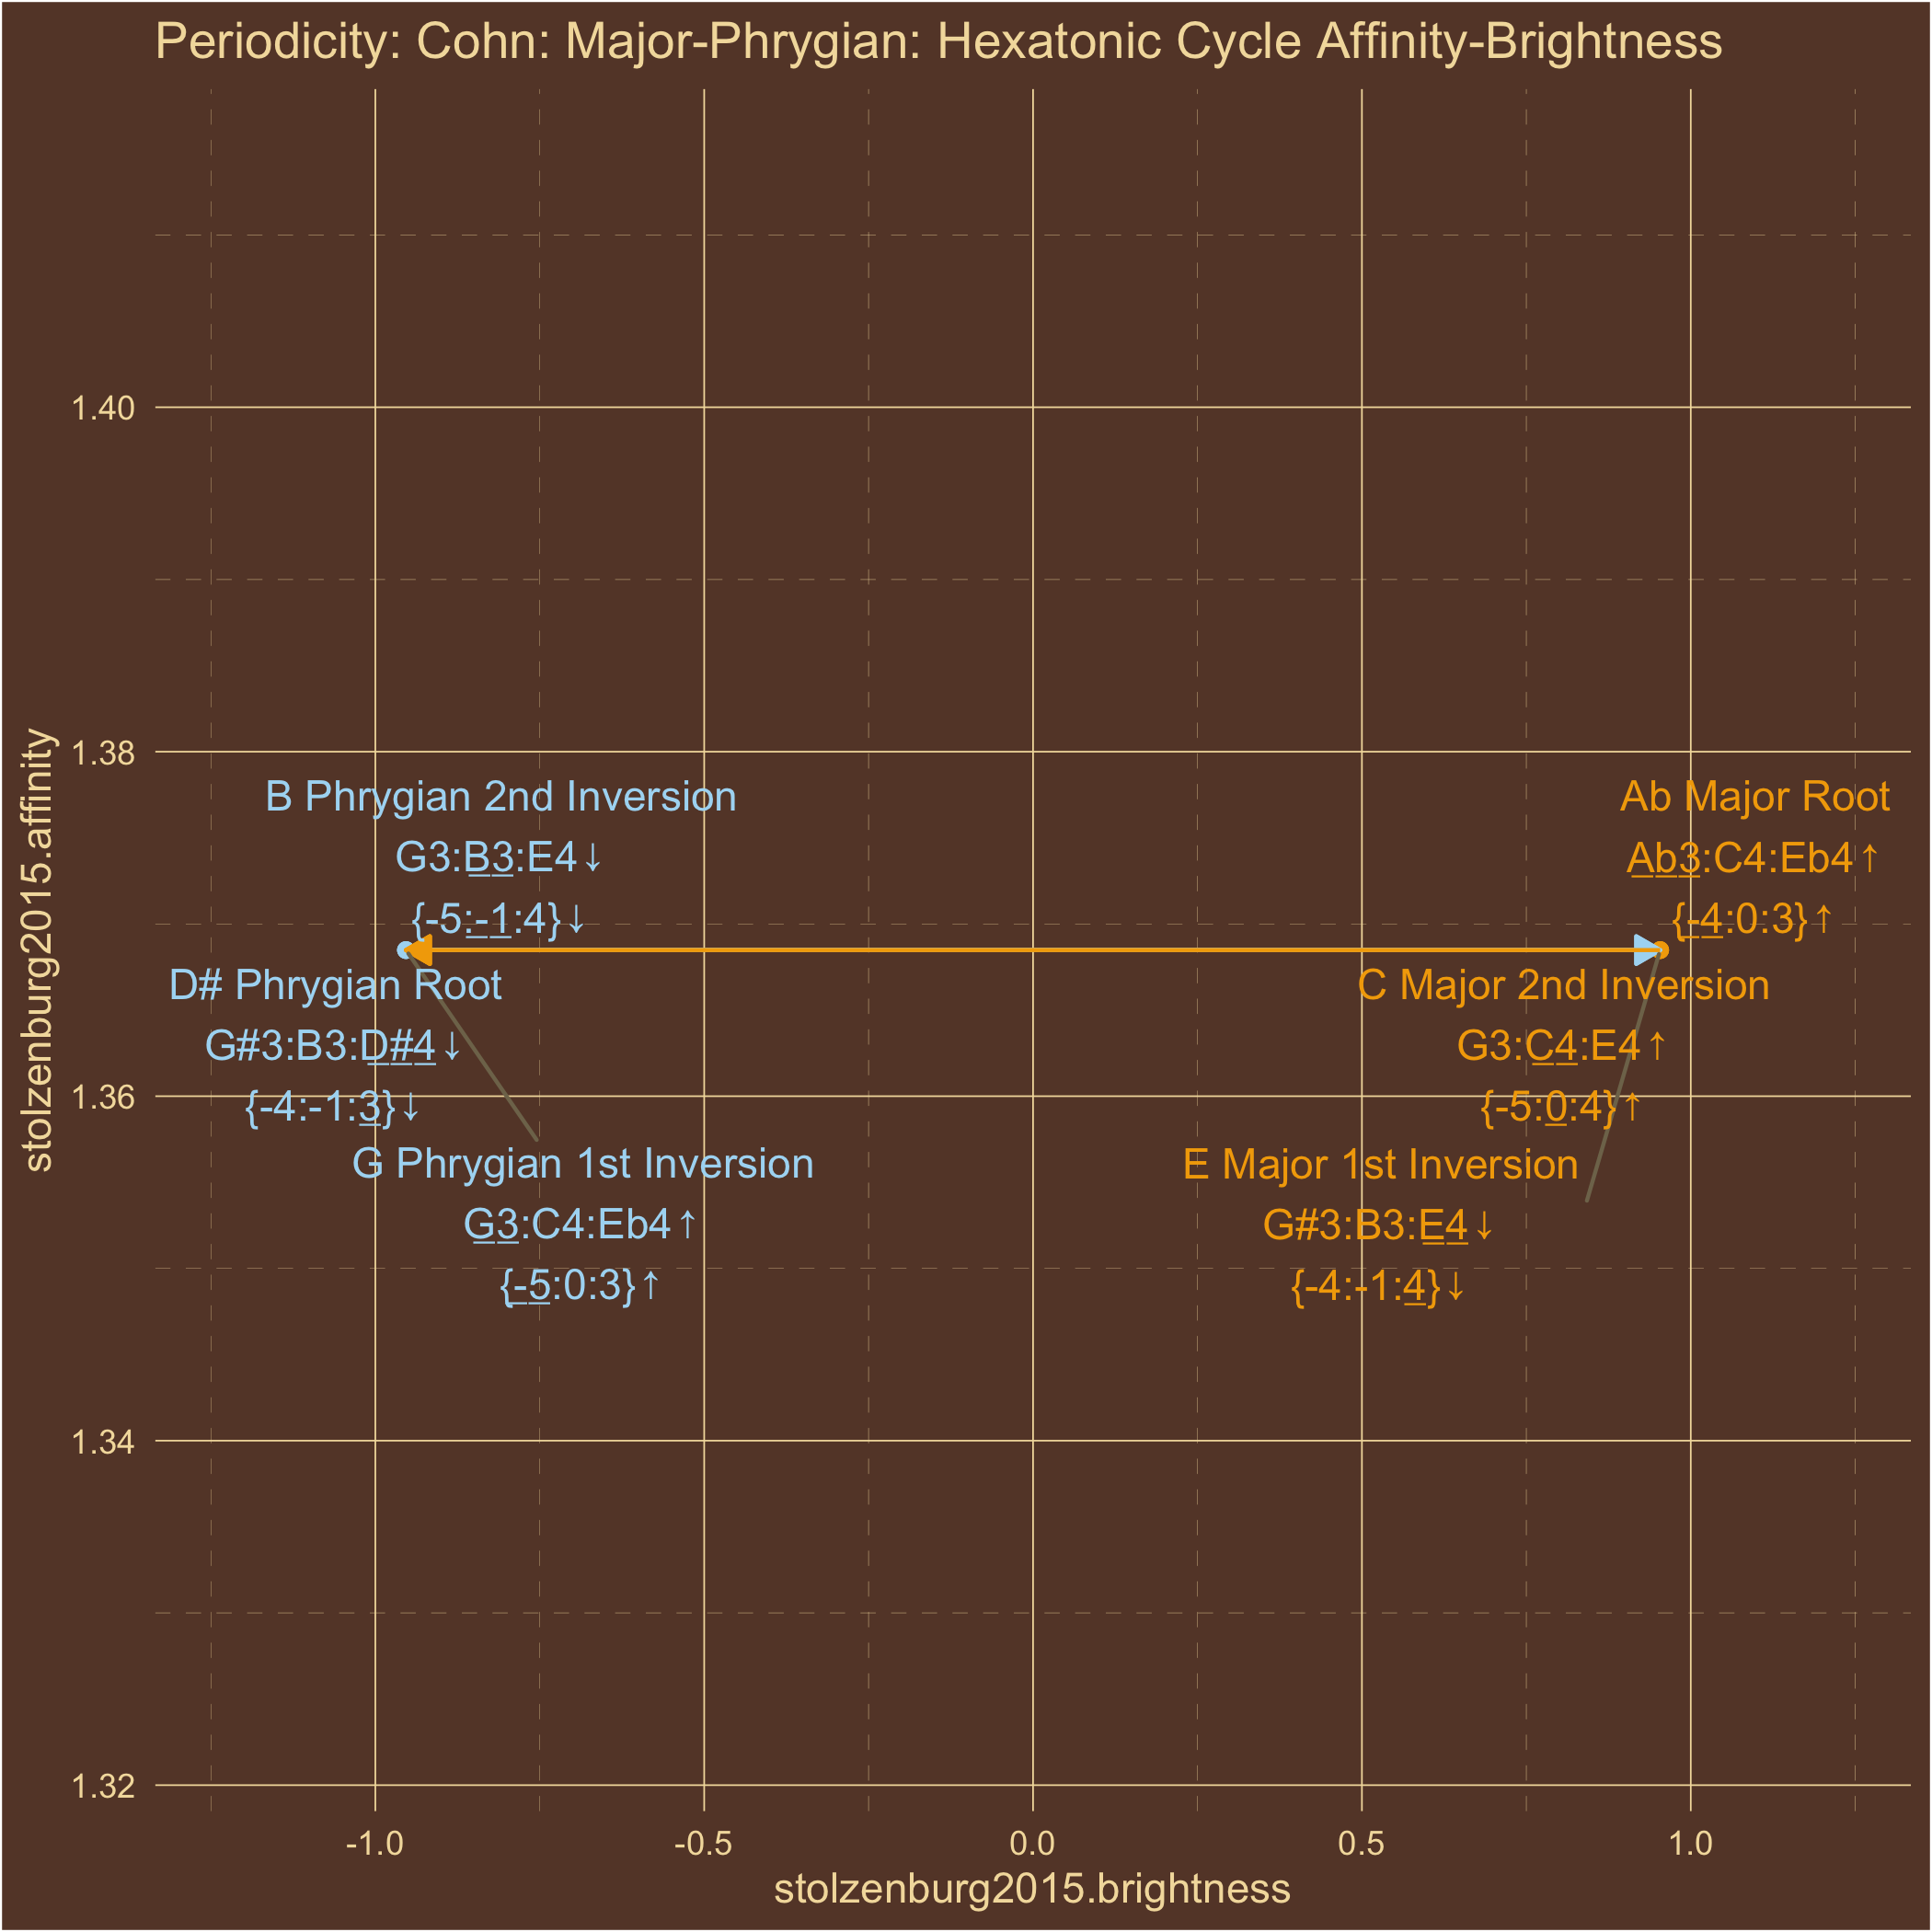 Periodicity: Cohn: Major-Phrygian: Hexatonic Cycle Affinity-Brightness
stolzenburg2015.affinity
1.40
1.38
1.36
1.34
1.32
B Phrygian 2nd Inversion
G3:B3:E4↓
{-5:-1:4}↓
Ab Major Root
Ab3:C4:Eb4↑
{-4:0:3}↑
D# Phrygian Root
G#3:B3:D#4↓
{-4:-1:3}↓
C Major 2nd Inversion
G3:C4:E4↑
{-5:0:4}↑
G Phrygian 1st Inversion
G3:C4:Eb4↑
{-5:0:3}↑
E Major 1st Inversion
G#3:B3:E4↓
{-4:-1:4}↓
-1.0
-0.5
0.0
0.5
1.0
stolzenburg2015.brightness